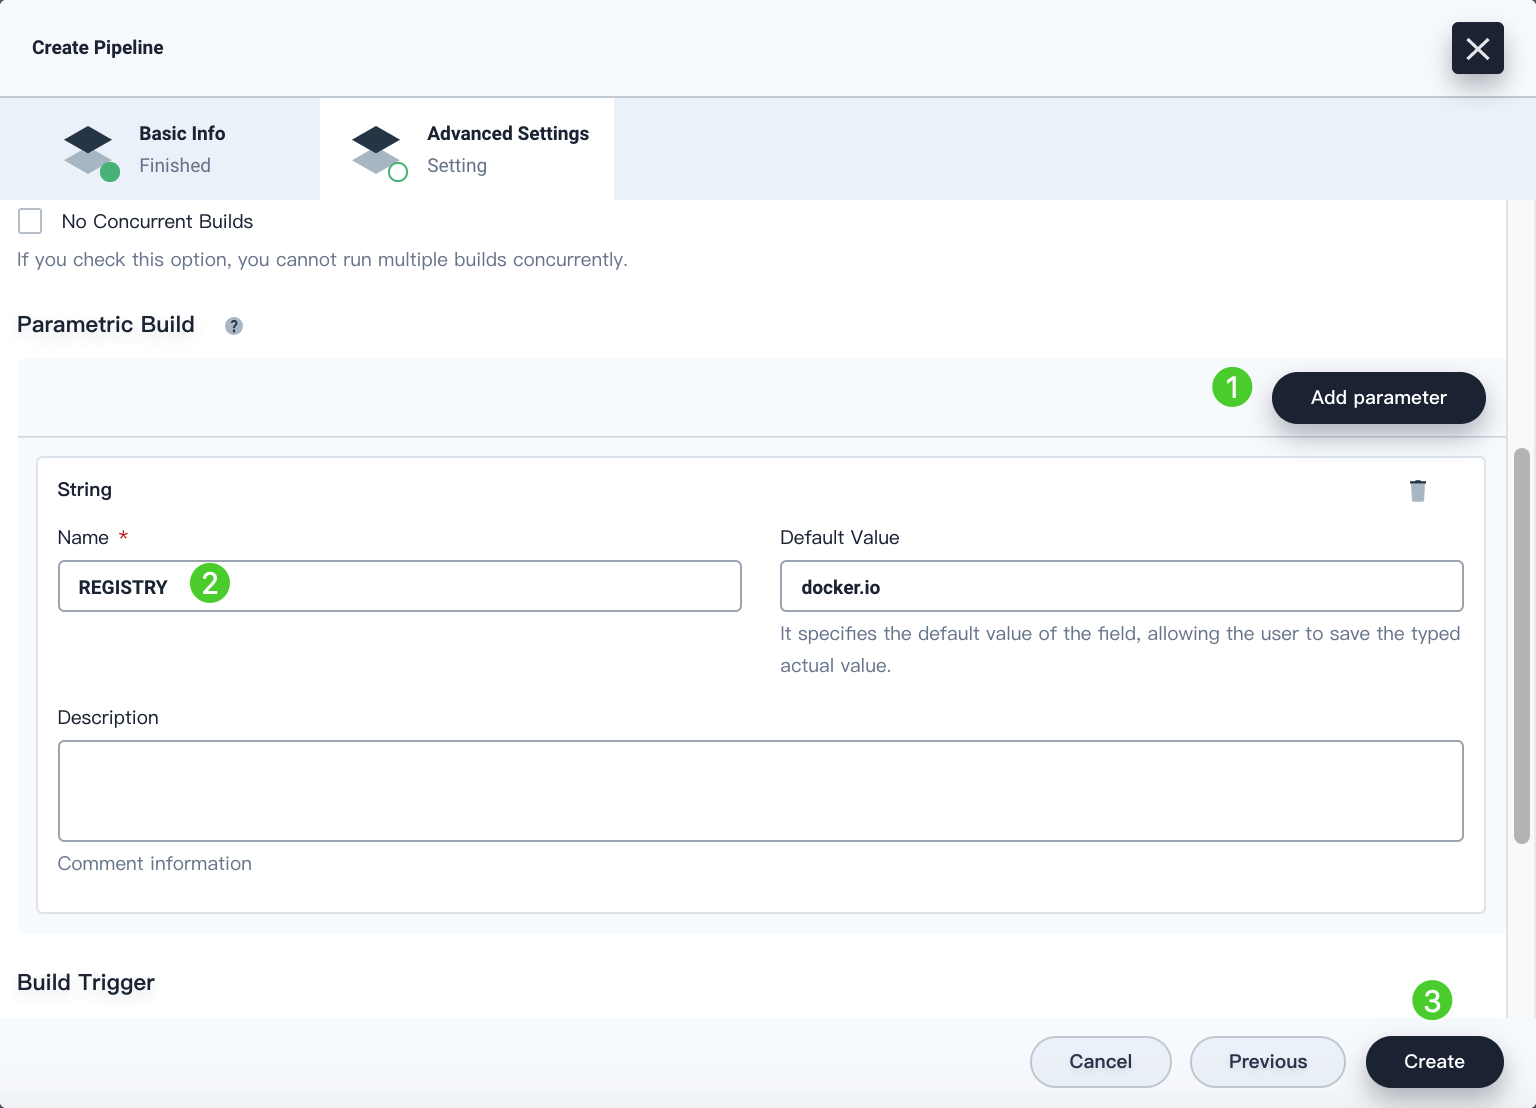 Create Pipeline
Basic Info
Finished
Advanced Settings
Setting
No Concurrent Builds
If you check this option, you cannot run multiple builds concurrently.
Parametric Build ?
1
Add parameter
String
Name *
REGISTRY 2
Default Value
docker.io
It specifies the default value of the field, allowing the user to save the typed
actual value.
Description
Comment information
Build Trigger
3
Cancel
Previous
Create